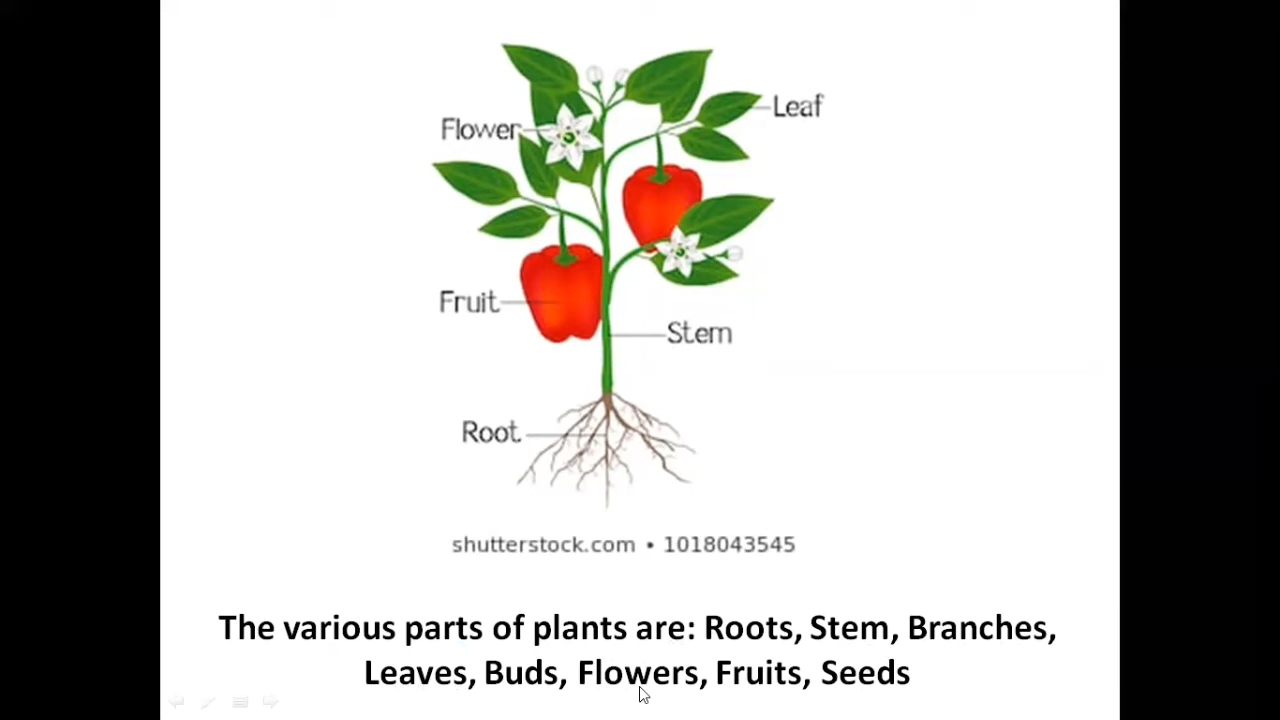 Leaf
Flower
Fruit
Stem
Root
shutterstock.com • 1018043545
The various parts of plants are: Roots, Stem, Branches,
Leaves, Buds, Flowers, Fruits, Seeds